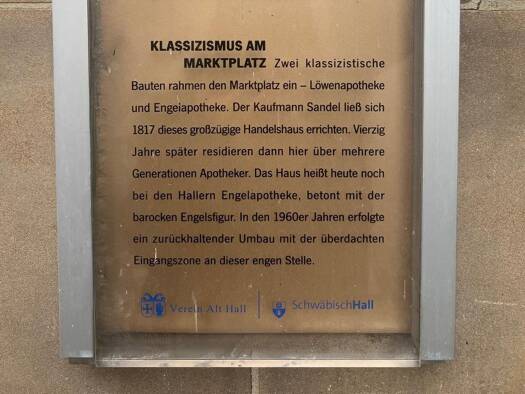 KLASSIZISMUS AM
MARKTPLATZ Zwei klassizistische
Bauten rahmen den Marktplatz ein – Löwenapotheke
und Engelapotheke. Der Kaufmann Sandel ließ sich
1817 dieses großzügige Handelshaus errichten. Vierzig
Jahre später residieren dann hier über mehrere
Generationen Apotheker. Das Haus heißt heute noch
bei den Hallern Engelapotheke, betont mit der
barocken Engelsfigur. In den 1960er Jahren erfolgte
ein zurückhaltender Umbau mit der überdachten
Eingangszone an dieser engen Stelle.
Verein Alt Hall SchwäbischHall